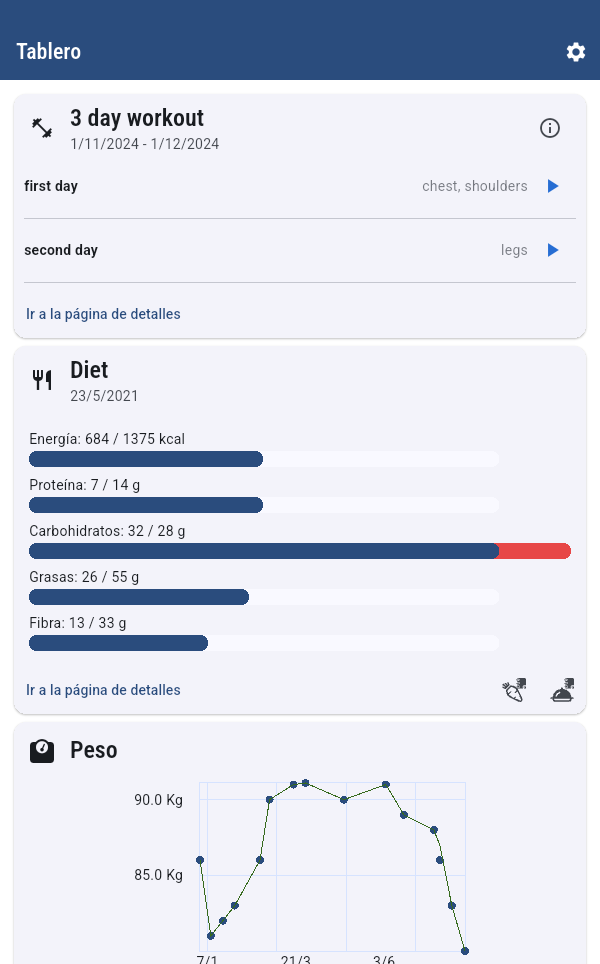 Tablero
3 day workout
1/11/2024 - 1/12/2024
first day
chest, shoulders
second day
legs
Ir a la página de detalles
Diet
23/5/2021
Energía: 684 / 1375 kcal
Proteína: 7 / 14 g
Carbohidratos: 32 / 28 g
Grasas: 26 / 55 g
Fibra: 13 / 33 g
Ir a la página de detalles
Peso
90.0 Kg
85.0 Kg
7/1
21/3
3/6